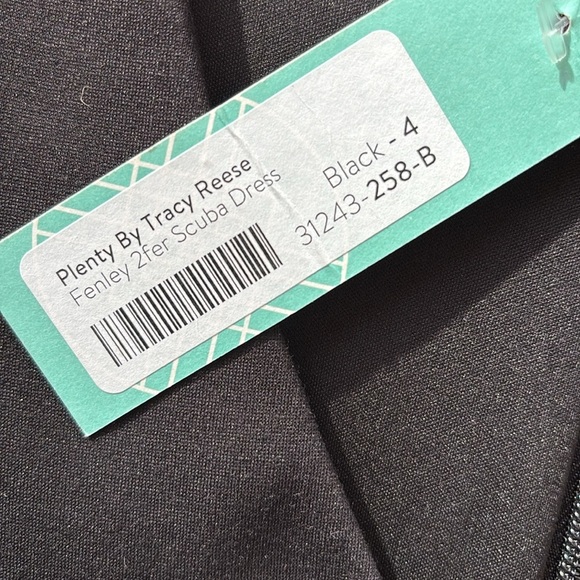 Plenty By Tracy Reese
Fenley 2fer Scuba Dress
Black - 4
31243-258-B